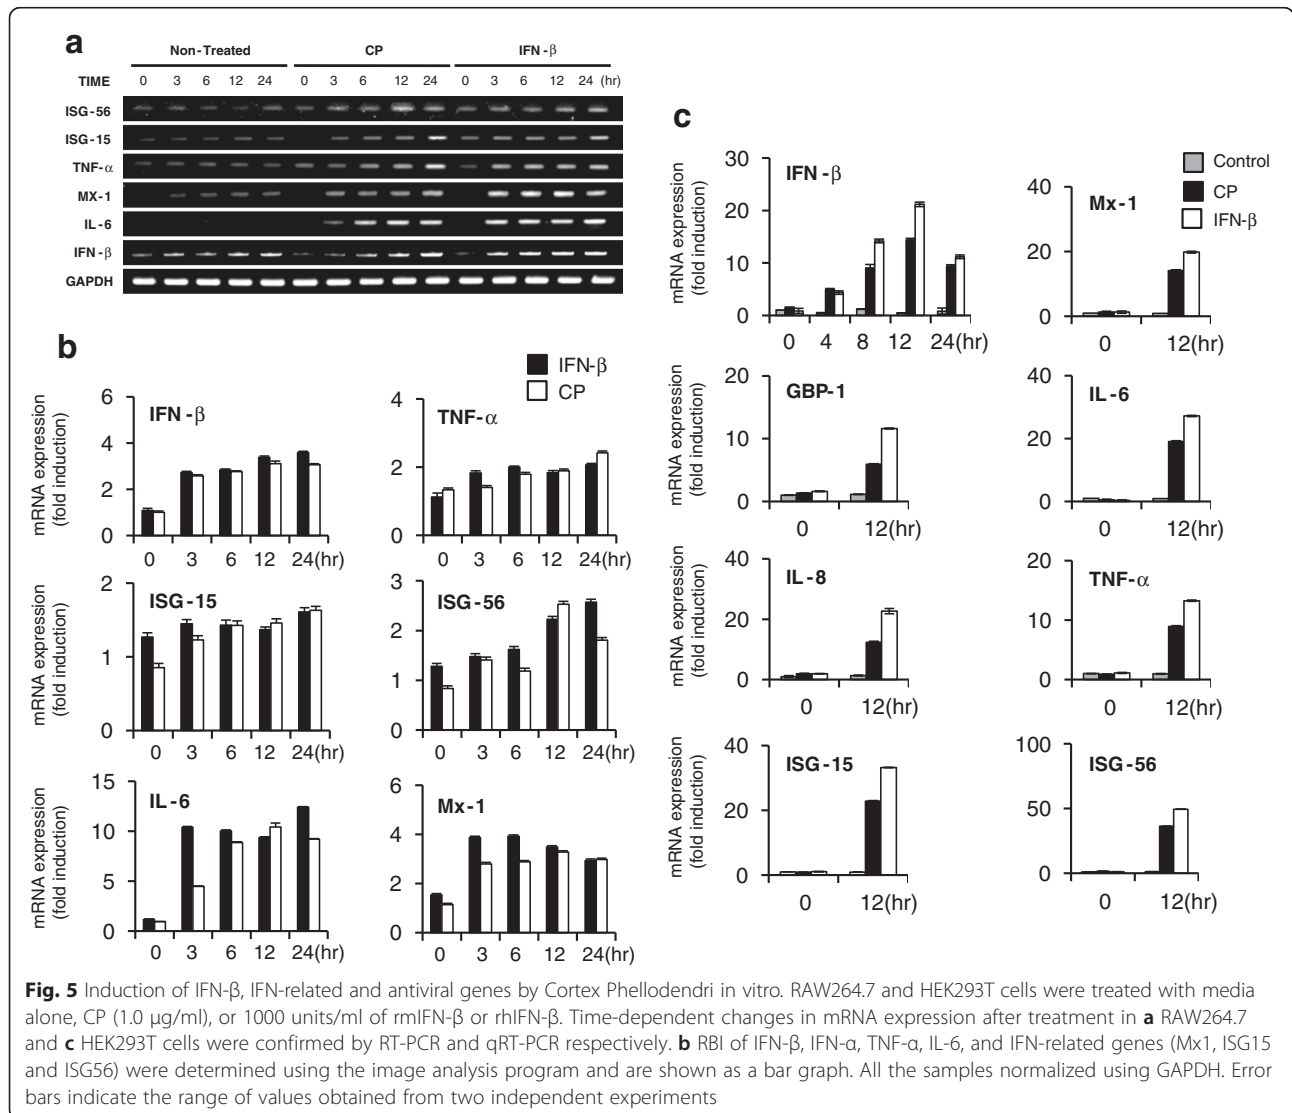 a
Non-Treated CP IFN-β
TIME 0 3 6 12 24 0 3 6 12 24 0 3 6 12 24 (hr)
ISG-56
ISG-15
TNF-α
MX-1
IL-6
IFN-β
GAPDH
b
IFN-β
CP
mRNA expression
(fold induction)
IFN-β
6
4
2
0
0 3 6 12 24(hr)
TNF-α
4
2
0
0 3 6 12 24(hr)
mRNA expression
(fold induction)
ISG-15
2
1
0
0 3 6 12 24(hr)
ISG-56
3
2
1
0
0 3 6 12 24(hr)
mRNA expression
(fold induction)
IL-6
15
10
5
0
0 3 6 12 24(hr)
Mx-1
6
4
2
0
0 3 6 12 24(hr)
c
Control
CP
IFN-β
mRNA expression
(fold induction)
IFN-β
30
20
10
0
0 4 8 12 24(hr)
Mx-1
40
20
0
0 12(hr)
mRNA expression
(fold induction)
GBP-1
20
10
0
0 12(hr)
IL-6
40
20
0
0 12(hr)
mRNA expression
(fold induction)
IL-8
40
20
0
0 12(hr)
TNF-α
20
10
0
0 12(hr)
mRNA expression
(fold induction)
ISG-15
40
20
0
0 12(hr)
ISG-56
100
50
0
0 12(hr)
Fig. 5 Induction of IFN-β, IFN-related and antiviral genes by Cortex Phellodendri in vitro. RAW264.7 and HEK293T cells were treated with media
alone, CP (1.0 μg/ml), or 1000 units/ml of rmIFN-β or rhIFN-β. Time-dependent changes in mRNA expression after treatment in a RAW264.7
and c HEK293T cells were confirmed by RT-PCR and qRT-PCR respectively. b RBI of IFN-β, IFN-α, TNF-α, IL-6, and IFN-related genes (Mx1, ISG15
and ISG56) were determined using the image analysis program and are shown as a bar graph. All the samples normalized using GAPDH. Error
bars indicate the range of values obtained from two independent experiments